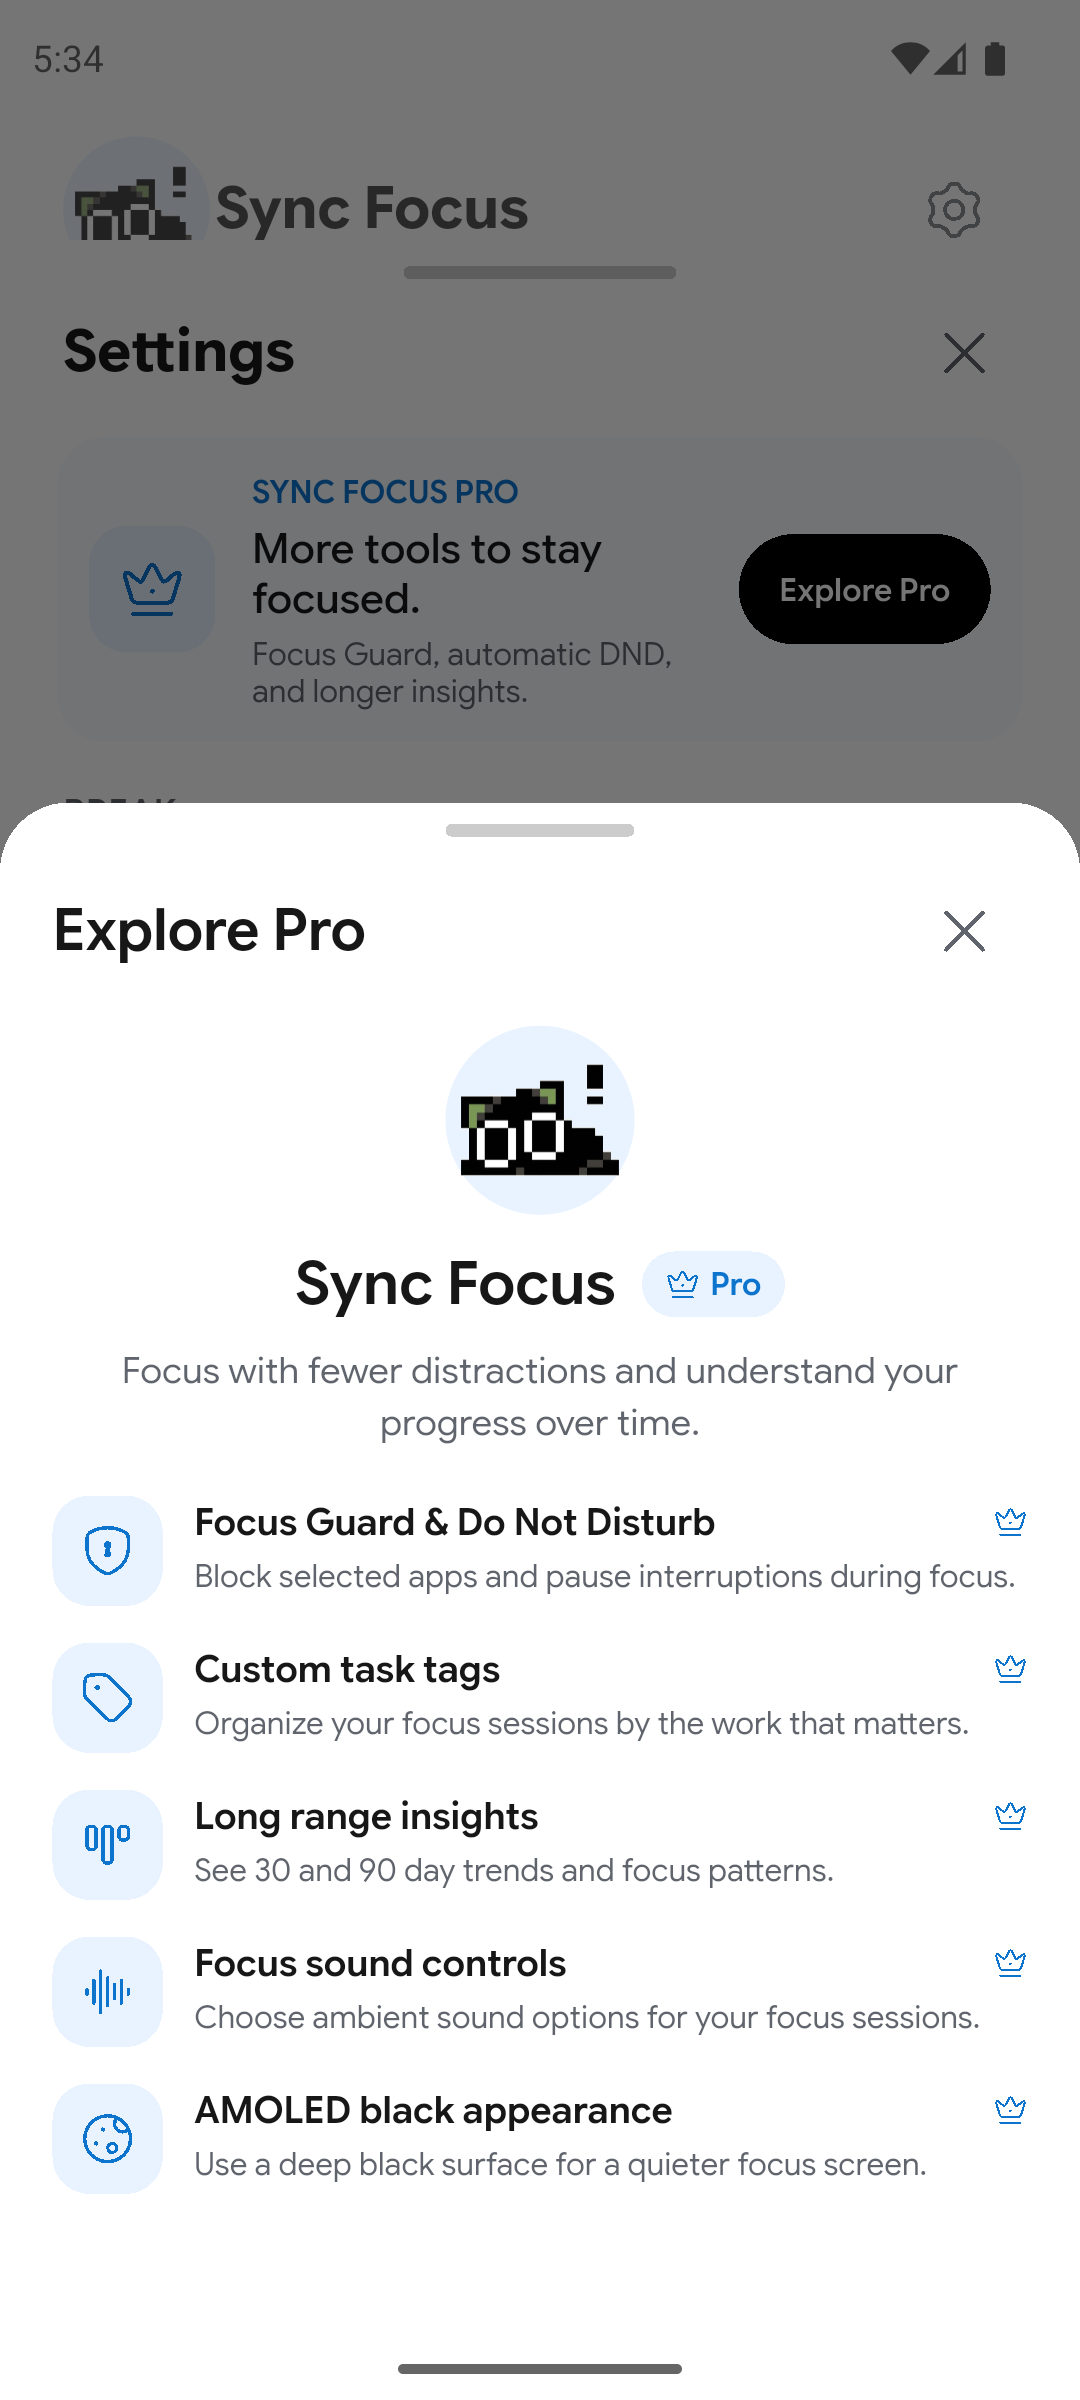 5:34
Sync Focus
Settings
SYNC FOCUS PRO
More tools to stay
focused.
Focus Guard, automatic DND,
and longer insights.
Explore Pro
BREAK
Explore Pro
Sync Focus
Pro
Focus with fewer distractions and understand your
progress over time.
Focus Guard & Do Not Disturb
Block selected apps and pause interruptions during focus.
Custom task tags
Organize your focus sessions by the work that matters.
Long range insights
See 30 and 90 day trends and focus patterns.
Focus sound controls
Choose ambient sound options for your focus sessions.
AMOLED black appearance
Use a deep black surface for a quieter focus screen.